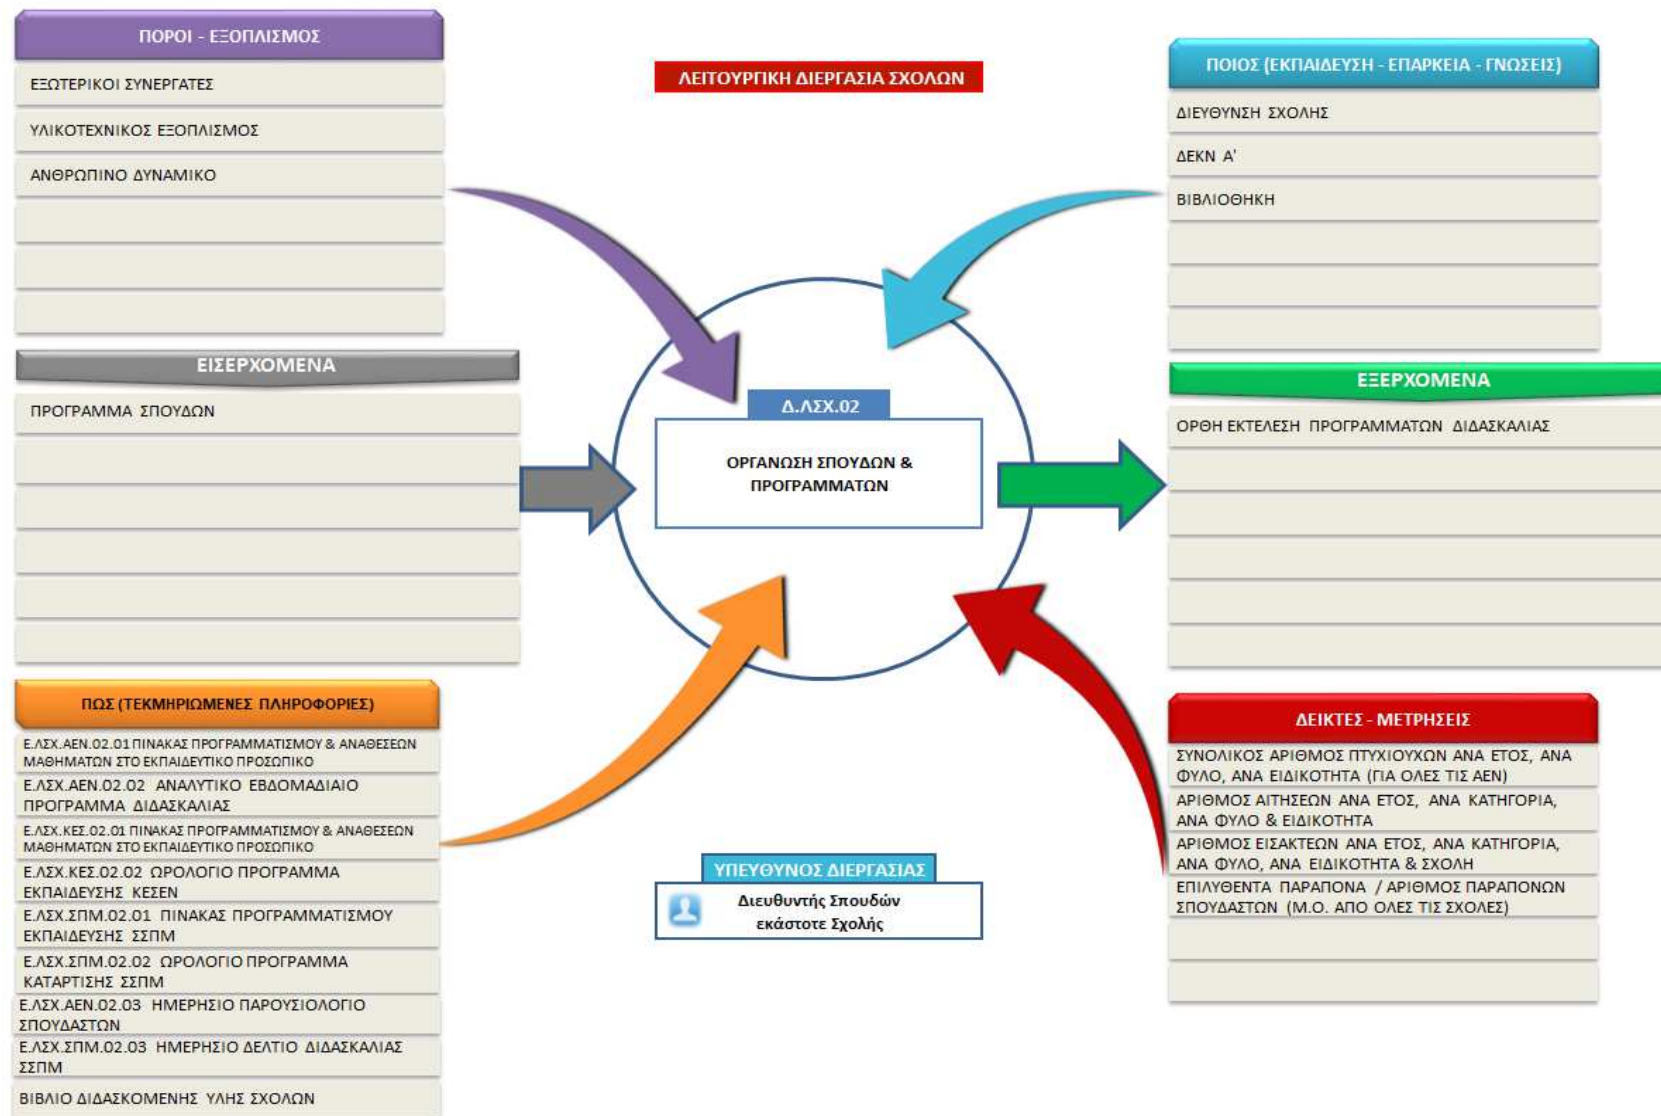 ΠΟΡΟΙ - ΕΞΟΠΛΙΣΜΟΣ
ΕΞΩΤΕΡΙΚΟΙ ΣΥΝΕΡΓΑΤΕΣ
ΥΛΙΚΟΤΕΧΝΙΚΟΣ ΕΞΟΠΛΙΣΜΟΣ
ΑΝΘΡΩΠΙΝΟ ΔΥΝΑΜΙΚΟ
ΛΕΙΤΟΥΡΓΙΚΗ ΔΙΕΡΓΑΣΙΑ ΣΧΟΛΩΝ
ΠΟΙΟΣ (ΕΚΠΑΙΔΕΥΣΗ - ΕΠΑΡΚΕΙΑ - ΓΝΩΣΕΙΣ)
ΔΙΕΥΘΥΝΣΗ ΣΧΟΛΗΣ
ΔΕΚΝ Α'
ΒΙΒΛΙΟΘΗΚΗ
ΕΙΣΕΡΧΟΜΕΝΑ
ΠΡΟΓΡΑΜΜΑ ΣΠΟΥΔΩΝ
Δ.ΛΣΧ.02
ΟΡΓΑΝΩΣΗ ΣΠΟΥΔΩΝ &
ΠΡΟΓΡΑΜΜΑΤΩΝ
ΕΞΕΡΧΟΜΕΝΑ
ΟΡΘΗ ΕΚΤΕΛΕΣΗ ΠΡΟΓΡΑΜΜΑΤΩΝ ΔΙΔΑΣΚΑΛΙΑΣ
ΠΩΣ (ΤΕΚΜΗΡΙΩΜΕΝΕΣ ΠΛΗΡΟΦΟΡΙΕΣ)
Ε.ΛΣΧ.ΑΕΝ.02.01 ΠΙΝΑΚΑΣ ΠΡΟΓΡΑΜΜΑΤΙΣΜΟΥ & ΑΝΑΘΕΣΕΩΝ
ΜΑΘΗΜΑΤΩΝ ΣΤΟ ΕΚΠΑΙΔΕΥΤΙΚΟ ΠΡΟΣΩΠΙΚΟ
Ε.ΛΣΧ.ΑΕΝ.02.02 ΑΝΑΛΥΤΙΚΟ ΕΒΔΟΜΑΔΙΑΙΟ
ΠΡΟΓΡΑΜΜΑ ΔΙΔΑΣΚΑΛΙΑΣ
Ε.ΛΣΧ.ΚΕΣ.02.01 ΠΙΝΑΚΑΣ ΠΡΟΓΡΑΜΜΑΤΙΣΜΟΥ & ΑΝΑΘΕΣΕΩΝ
ΜΑΘΗΜΑΤΩΝ ΣΤΟ ΕΚΠΑΙΔΕΥΤΙΚΟ ΠΡΟΣΩΠΙΚΟ
Ε.ΛΣΧ.ΚΕΣ.02.02 ΩΡΟΛΟΓΙΟ ΠΡΟΓΡΑΜΜΑ
ΕΚΠΑΙΔΕΥΣΗΣ ΚΕΣΕΝ
Ε.ΛΣΧ.ΣΠΜ.02.01 ΠΙΝΑΚΑΣ ΠΡΟΓΡΑΜΜΑΤΙΣΜΟΥ
ΕΚΠΑΙΔΕΥΣΗΣ ΣΣΠΜ
Ε.ΛΣΧ.ΣΠΜ.02.02 ΩΡΟΛΟΓΙΟ ΠΡΟΓΡΑΜΜΑ
ΚΑΤΑΡΤΙΣΗΣ ΣΣΠΜ
Ε.ΛΣΧ.ΑΕΝ.02.03 ΗΜΕΡΗΣΙΟ ΠΑΡΟΥΣΙΟΛΟΓΙΟ
ΣΠΟΥΔΑΣΤΩΝ
Ε.ΛΣΧ.ΣΠΜ.02.03 ΗΜΕΡΗΣΙΟ ΔΕΛΤΙΟ ΔΙΔΑΣΚΑΛΙΑΣ
ΣΣΠΜ
ΒΙΒΛΙΟ ΔΙΔΑΣΚΟΜΕΝΗΣ ΥΛΗΣ ΣΧΟΛΩΝ
ΥΠΕΥΘΥΝΟΣ ΔΙΕΡΓΑΣΙΑΣ
Διευθυντής Σπουδών
εκάστοτε Σχολής
ΔΕΙΚΤΕΣ - ΜΕΤΡΗΣΕΙΣ
ΣΥΝΟΛΙΚΟΣ ΑΡΙΘΜΟΣ ΠΤΥΧΙΟΥΧΩΝ ΑΝΑ ΕΤΟΣ, ΑΝΑ
ΦΥΛΟ, ΑΝΑ ΕΙΔΙΚΟΤΗΤΑ (ΓΙΑ ΟΛΕΣ ΤΙΣ ΑΕΝ)
ΑΡΙΘΜΟΣ ΑΙΤΗΣΕΩΝ ΑΝΑ ΕΤΟΣ, ΑΝΑ ΚΑΤΗΓΟΡΙΑ,
ΑΝΑ ΦΥΛΟ & ΕΙΔΙΚΟΤΗΤΑ
ΑΡΙΘΜΟΣ ΕΙΣΑΚΤΕΩΝ ΑΝΑ ΕΤΟΣ, ΑΝΑ ΚΑΤΗΓΟΡΙΑ,
ΑΝΑ ΦΥΛΟ, ΑΝΑ ΕΙΔΙΚΟΤΗΤΑ & ΣΧΟΛΗ
ΕΠΙΛΥΘΕΝΤΑ ΠΑΡΑΠΟΝΑ / ΑΡΙΘΜΟΣ ΠΑΡΑΠΟΝΩΝ
ΣΠΟΥΔΑΣΤΩΝ (Μ.Ο. ΑΠΟ ΟΛΕΣ ΤΙΣ ΣΧΟΛΕΣ)